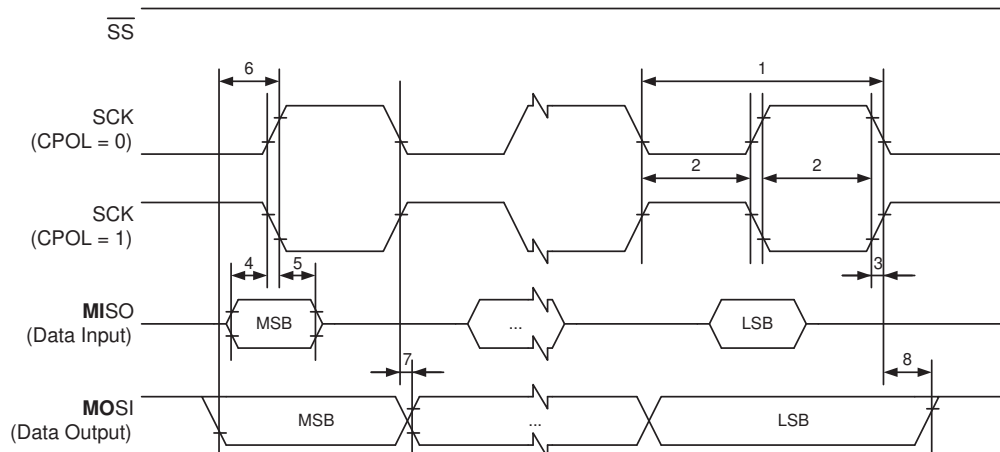 SS
6
1
SCK
(CPOL = 0)
2
2
SCK
(CPOL = 1)
4
5
3
MISO
(Data Input)
MSB
...
LSB
7
8
MOSI
(Data Output)
MSB
...
LSB